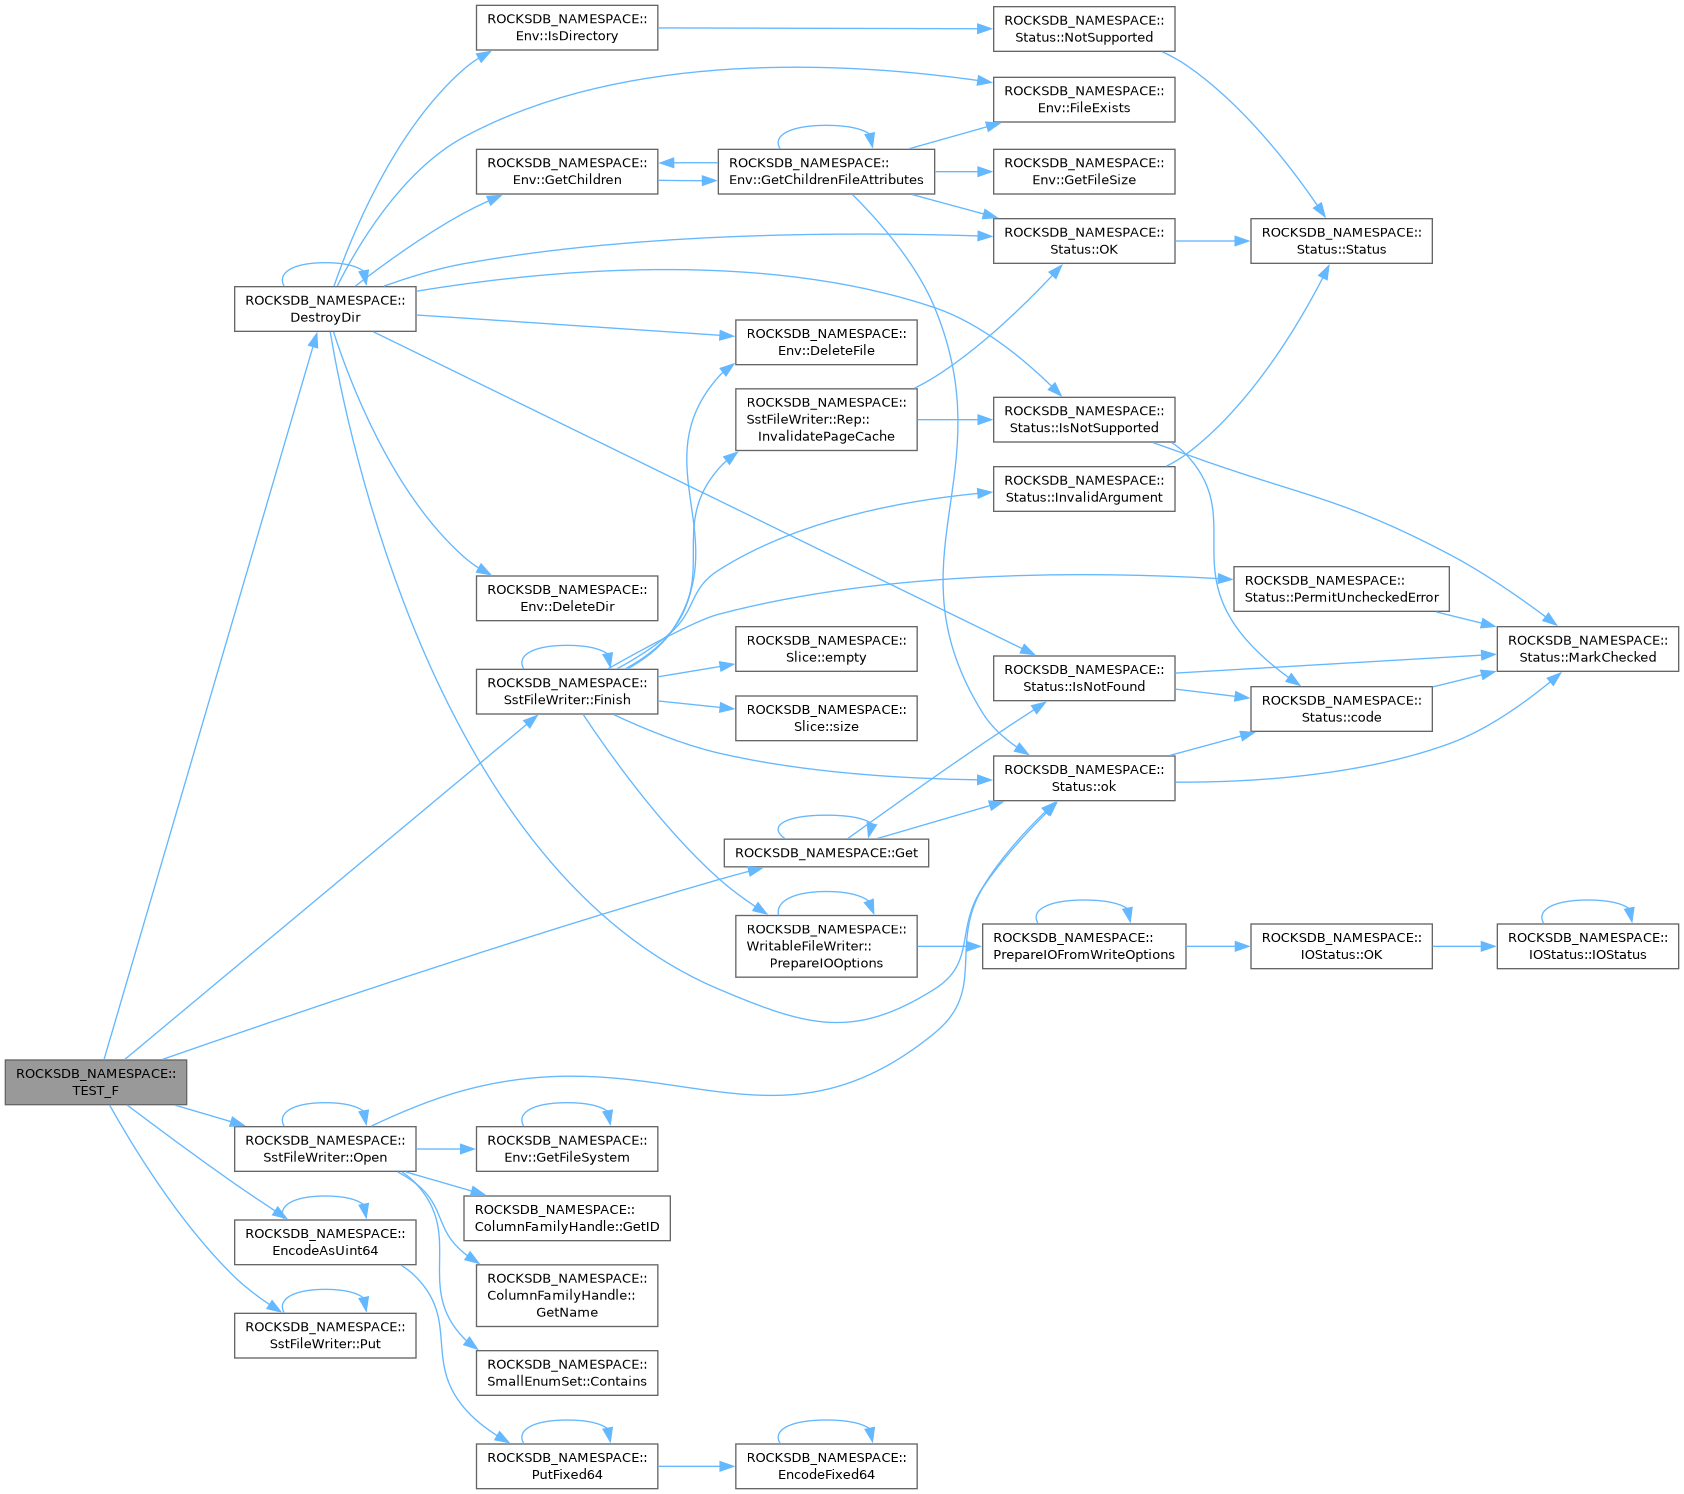 ROCKSDB_NAMESPACE::
Env::IsDirectory
ROCKSDB_NAMESPACE::
Status::NotSupported
ROCKSDB_NAMESPACE::
Env::FileExists
ROCKSDB_NAMESPACE::
Env::GetChildren
ROCKSDB_NAMESPACE::
Env::GetChildrenFileAttributes
ROCKSDB_NAMESPACE::
Env::GetFileSize
ROCKSDB_NAMESPACE::
Status::OK
ROCKSDB_NAMESPACE::
Status::Status
ROCKSDB_NAMESPACE::
DestroyDir
ROCKSDB_NAMESPACE::
Env::DeleteFile
ROCKSDB_NAMESPACE::
SstFileWriter::Rep::
InvalidatePageCache
ROCKSDB_NAMESPACE::
Status::IsNotSupported
ROCKSDB_NAMESPACE::
Status::InvalidArgument
ROCKSDB_NAMESPACE::
Env::DeleteDir
ROCKSDB_NAMESPACE::
Status::PermitUncheckedError
ROCKSDB_NAMESPACE::
Slice::empty
ROCKSDB_NAMESPACE::
Status::MarkChecked
ROCKSDB_NAMESPACE::
SstFileWriter::Finish
ROCKSDB_NAMESPACE::
Status::IsNotFound
ROCKSDB_NAMESPACE::
Slice::size
ROCKSDB_NAMESPACE::
Status::code
ROCKSDB_NAMESPACE::
Status::ok
ROCKSDB_NAMESPACE::Get
ROCKSDB_NAMESPACE::
WritableFileWriter::
PrepareIOOptions
ROCKSDB_NAMESPACE::
PrepareIOFromWriteOptions
ROCKSDB_NAMESPACE::
IOStatus::OK
ROCKSDB_NAMESPACE::
IOStatus::IOStatus
ROCKSDB_NAMESPACE::
TEST_F
ROCKSDB_NAMESPACE::
SstFileWriter::Open
ROCKSDB_NAMESPACE::
Env::GetFileSystem
ROCKSDB_NAMESPACE::
ColumnFamilyHandle::GetID
ROCKSDB_NAMESPACE::
EncodeAsUint64
ROCKSDB_NAMESPACE::
ColumnFamilyHandle::
GetName
ROCKSDB_NAMESPACE::
SstFileWriter::Put
ROCKSDB_NAMESPACE::
SmallEnumSet::Contains
ROCKSDB_NAMESPACE::
PutFixed64
ROCKSDB_NAMESPACE::
EncodeFixed64